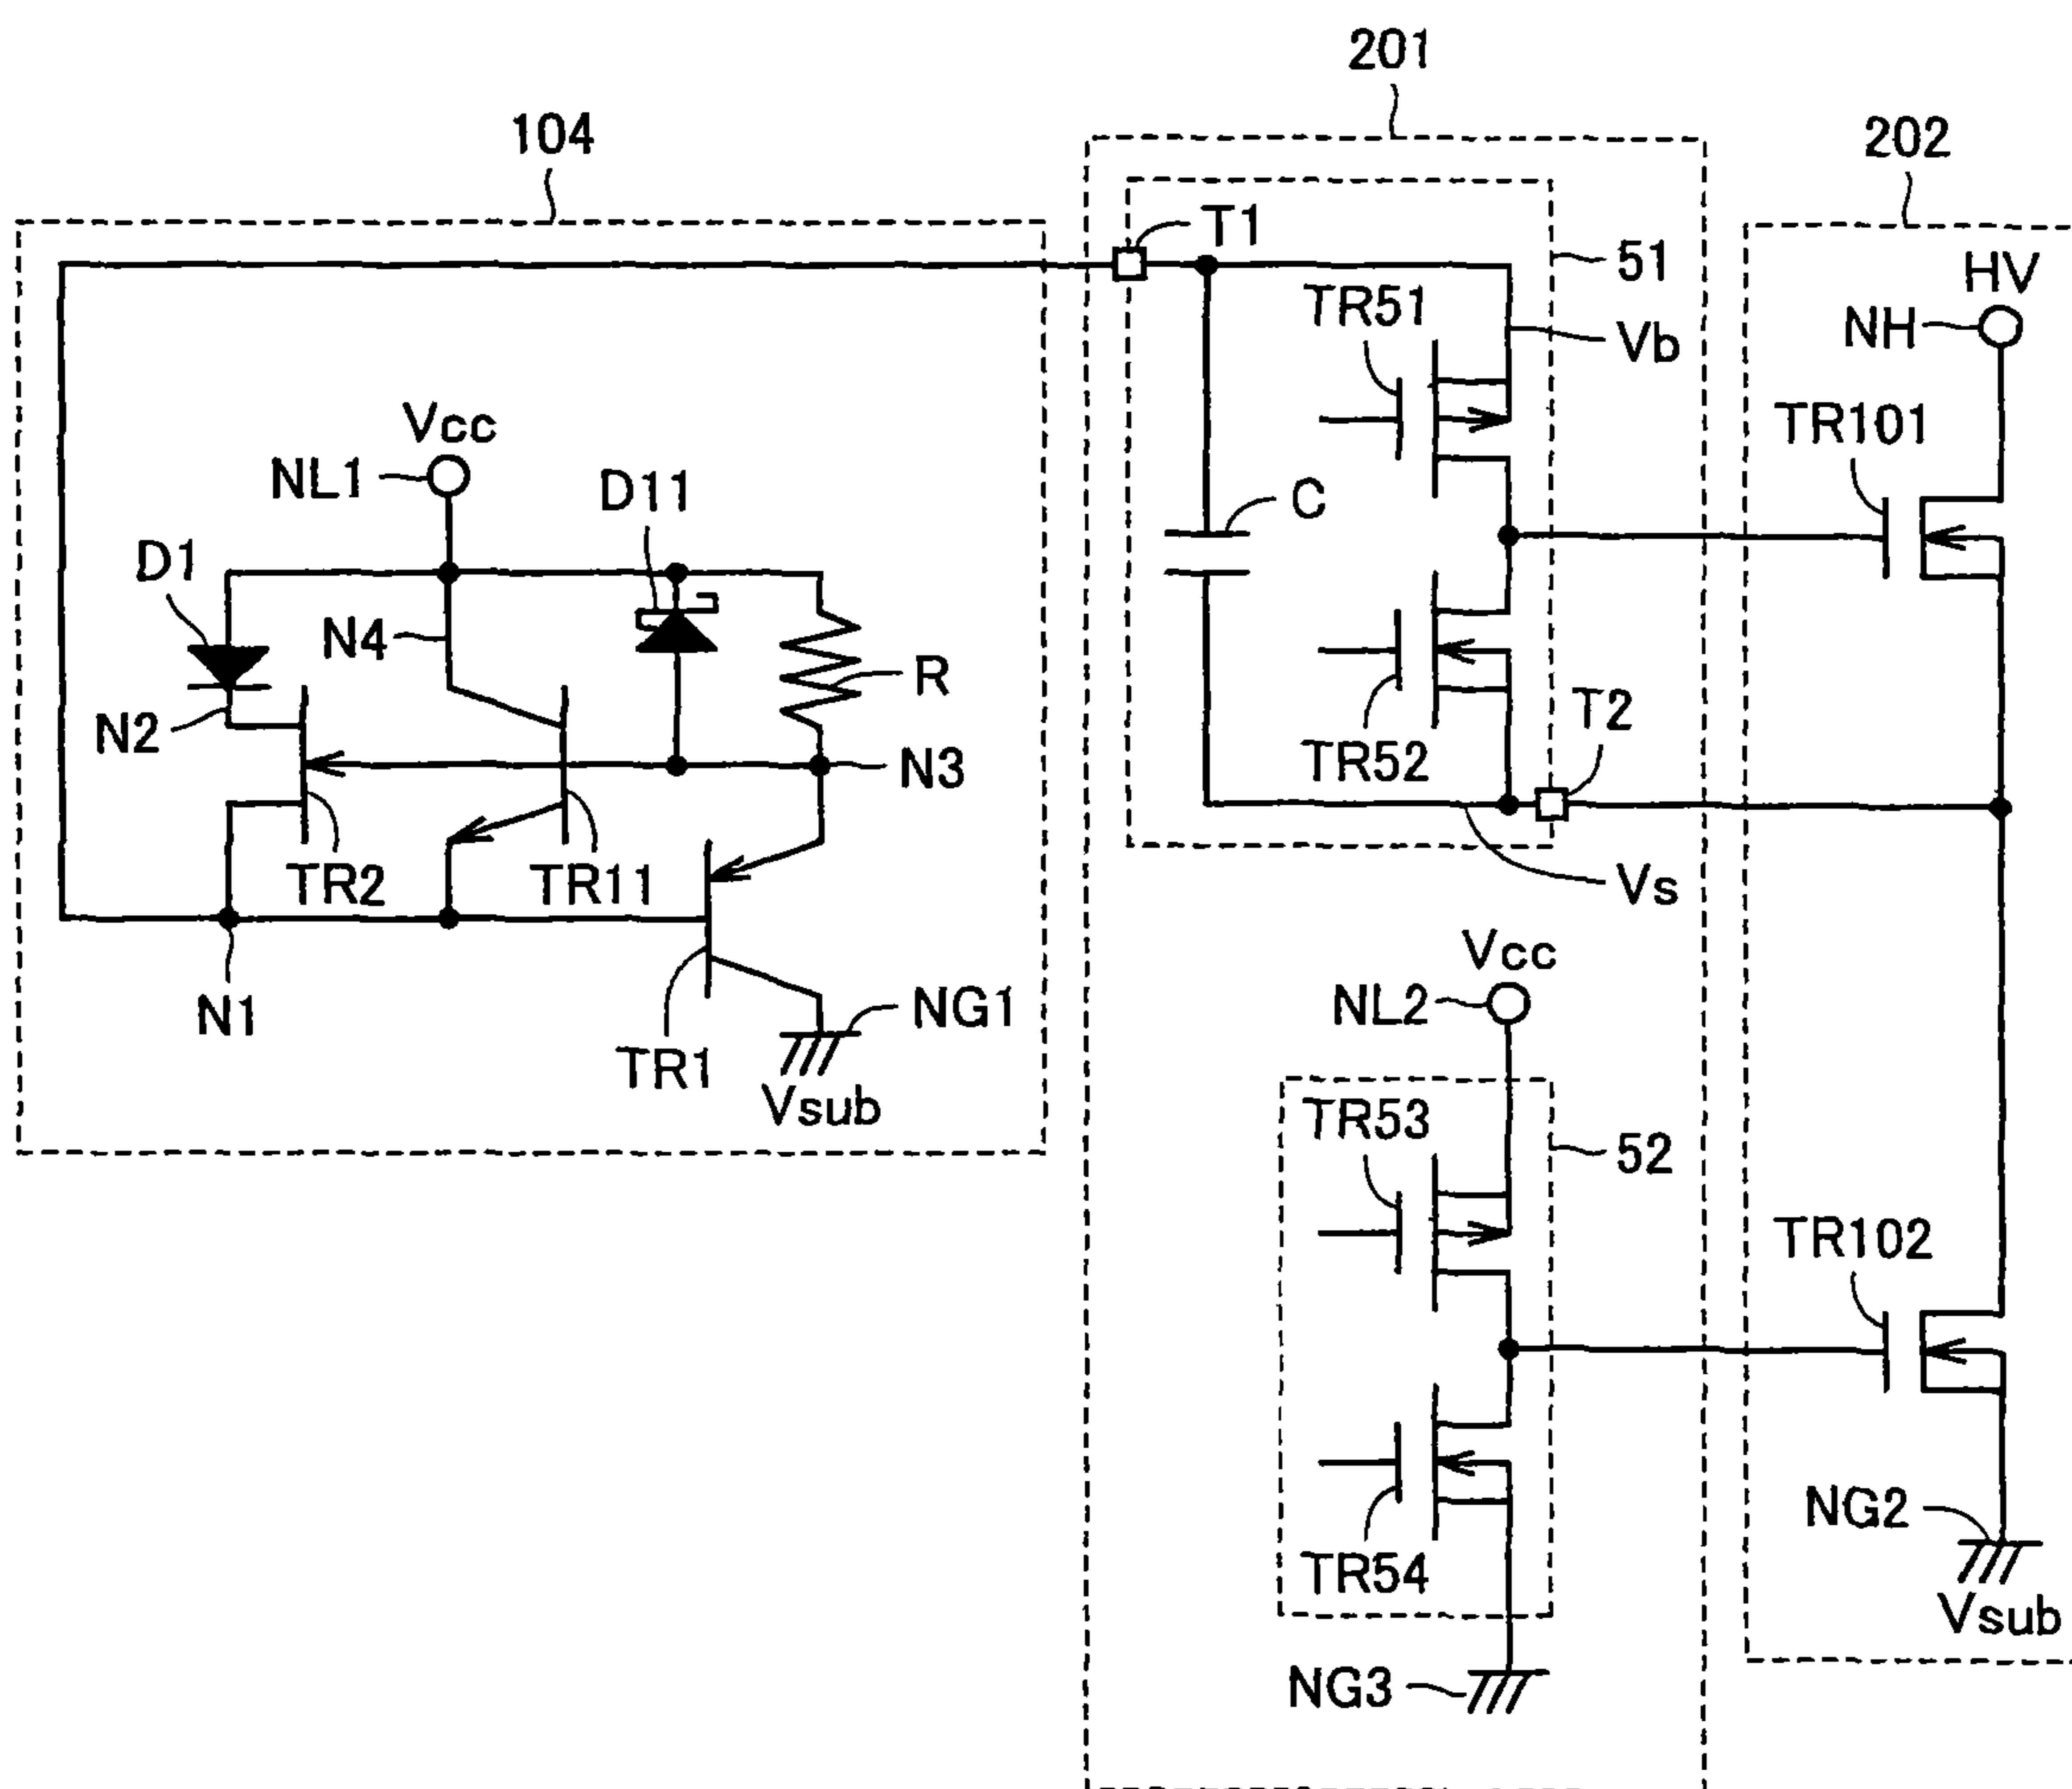 201
104
202
T1
51
HV
TR51
NH
Vb
Vcc
TR101
NL1
D11
C
D1
N4
R
T2
N2
TR52
N3
TR2
TR11
Vs
Vcc
NL2
N1
NG1
TR1
Vsub
TR53
52
TR102
NG2
TR54
Vsub
NG3